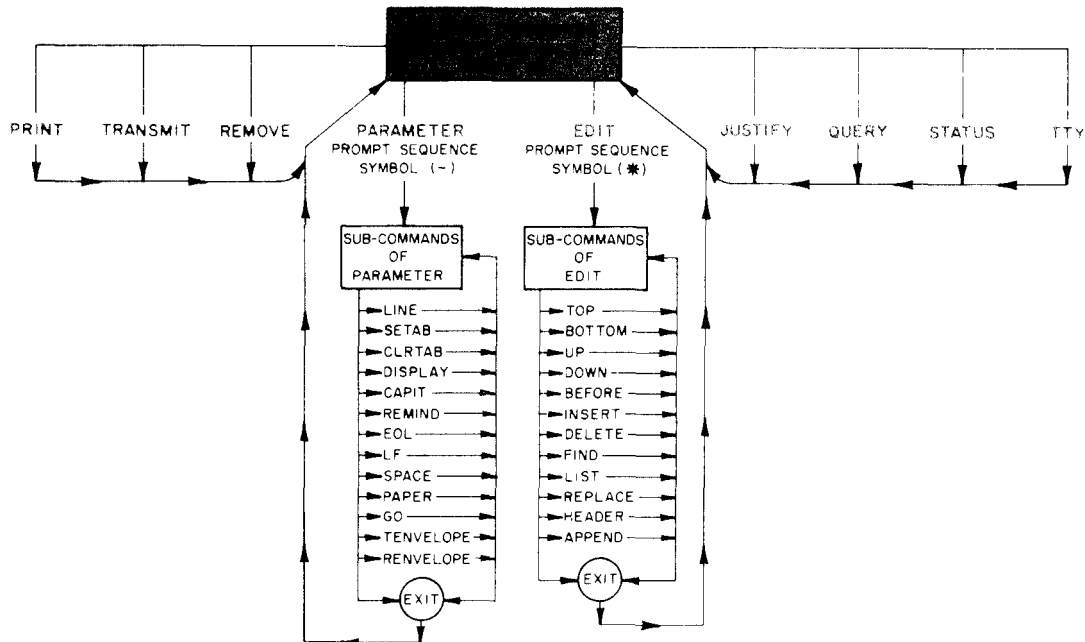 PRINT
TRANSMIT
REMOVE
PARAMETER
PROMPT SEQUENCE
SYMBOL (-)
EDIT
PROMPT SEQUENCE
SYMBOL (✱)
JUSTIFY
QUERY
STATUS
TTY
SUB-COMMANDS
OF
PARAMETER
LINE
SETAB
CLRTAB
DISPLAY
CAPIT
REMIND
EOL
LF
SPACE
PAPER
GO
TENVELOPE
RENVELOPE
EXIT
SUB-COMMANDS
OF
EDIT
TOP
BOTTOM
UP
DOWN
BEFORE
INSERT
DELETE
FIND
LIST
REPLACE
HEADER
APPEND
EXIT